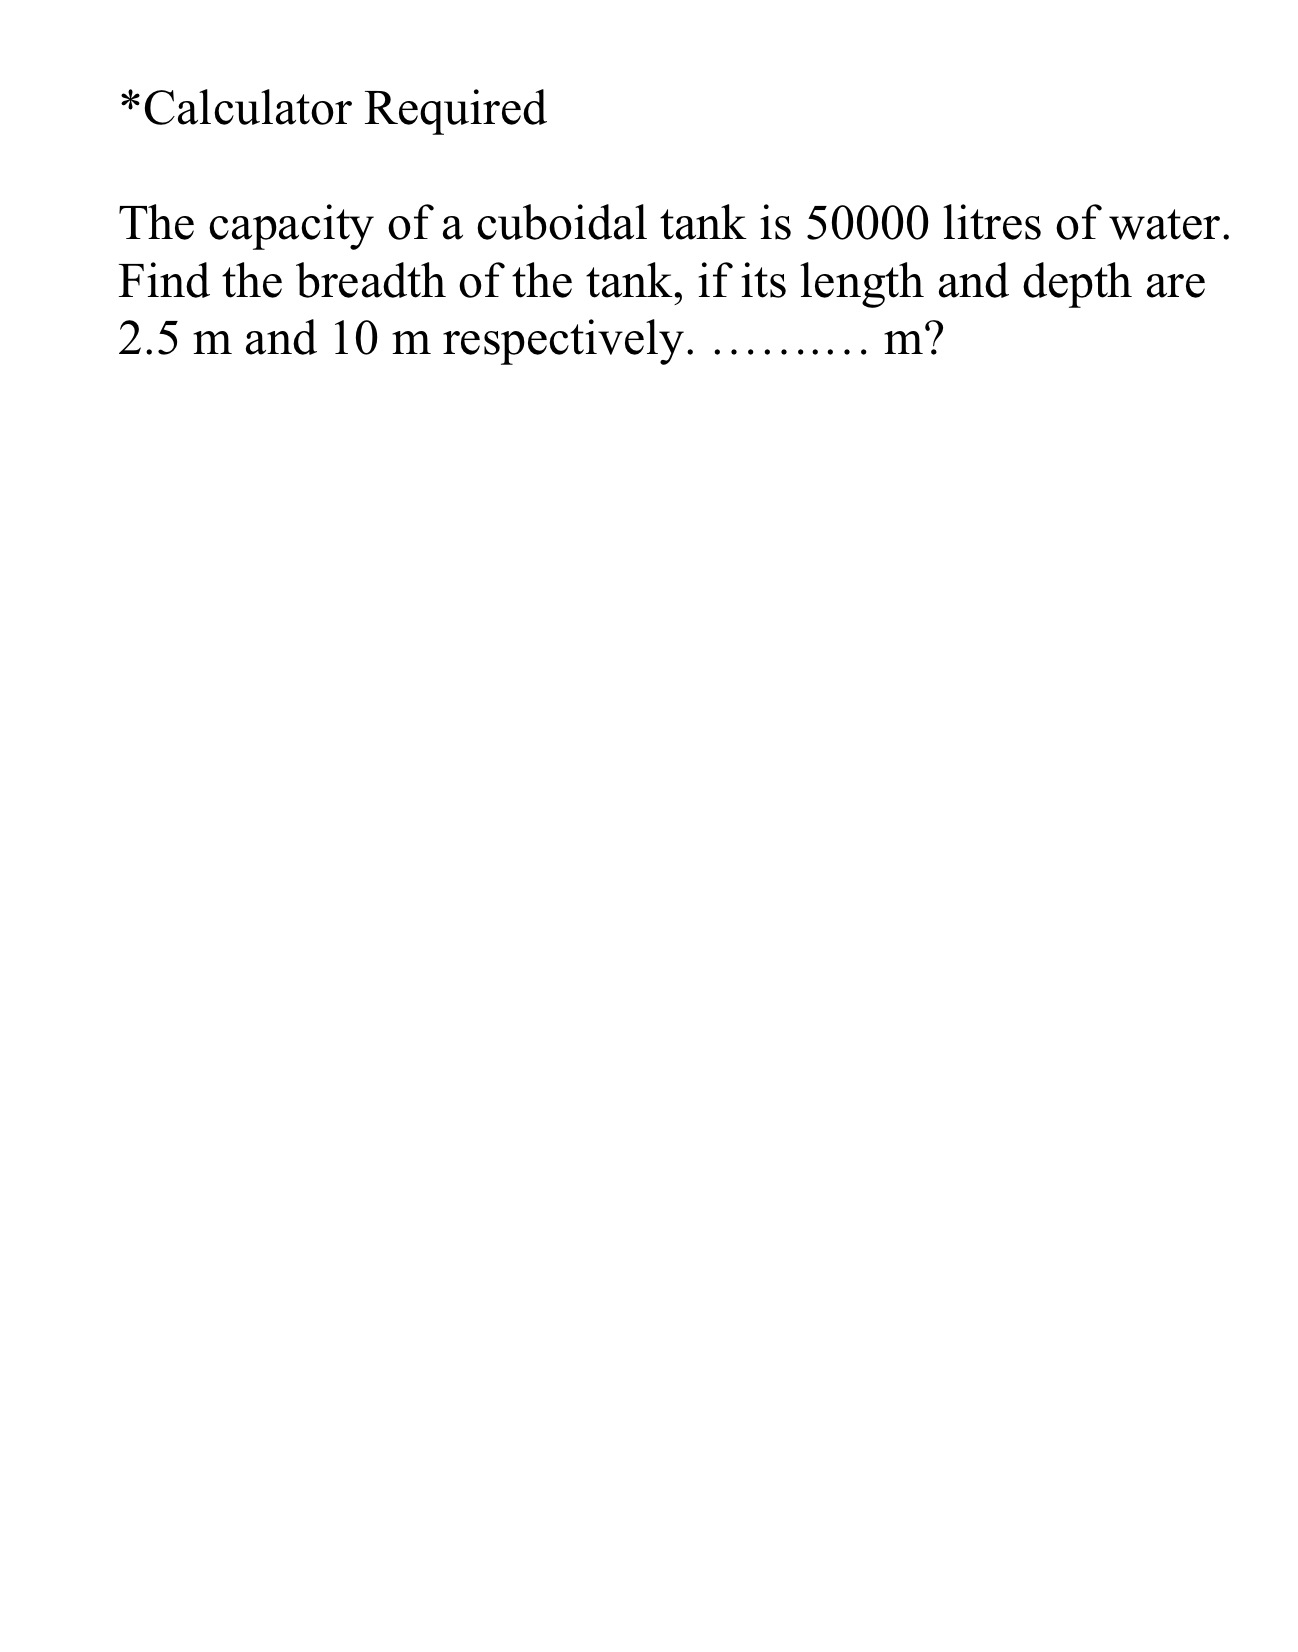 *Calculator Required
The capacity of a cuboidal tank is 50000 litres of water.
Find the breadth of the tank, if its length and depth are
2.5 m and 10 m respectively. .......... m?